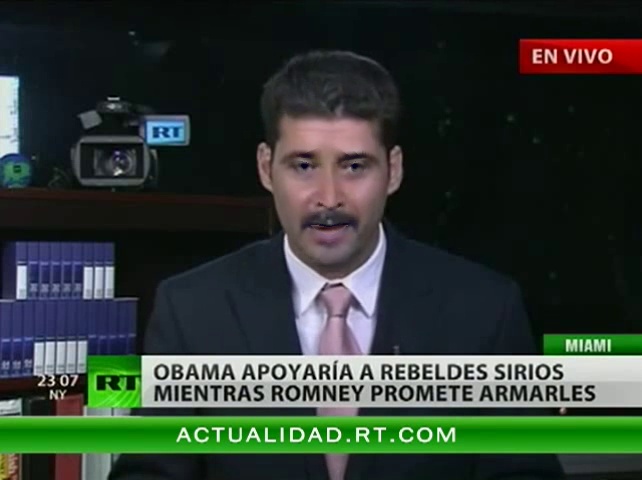 EN VIVO
RT
MIAMI
23:07
NY
RT
OBAMA APOYARÍA A REBELDES SIRIOS
MIENTRAS ROMNEY PROMETE ARMARLES
ACTUALIDAD.RT.COM